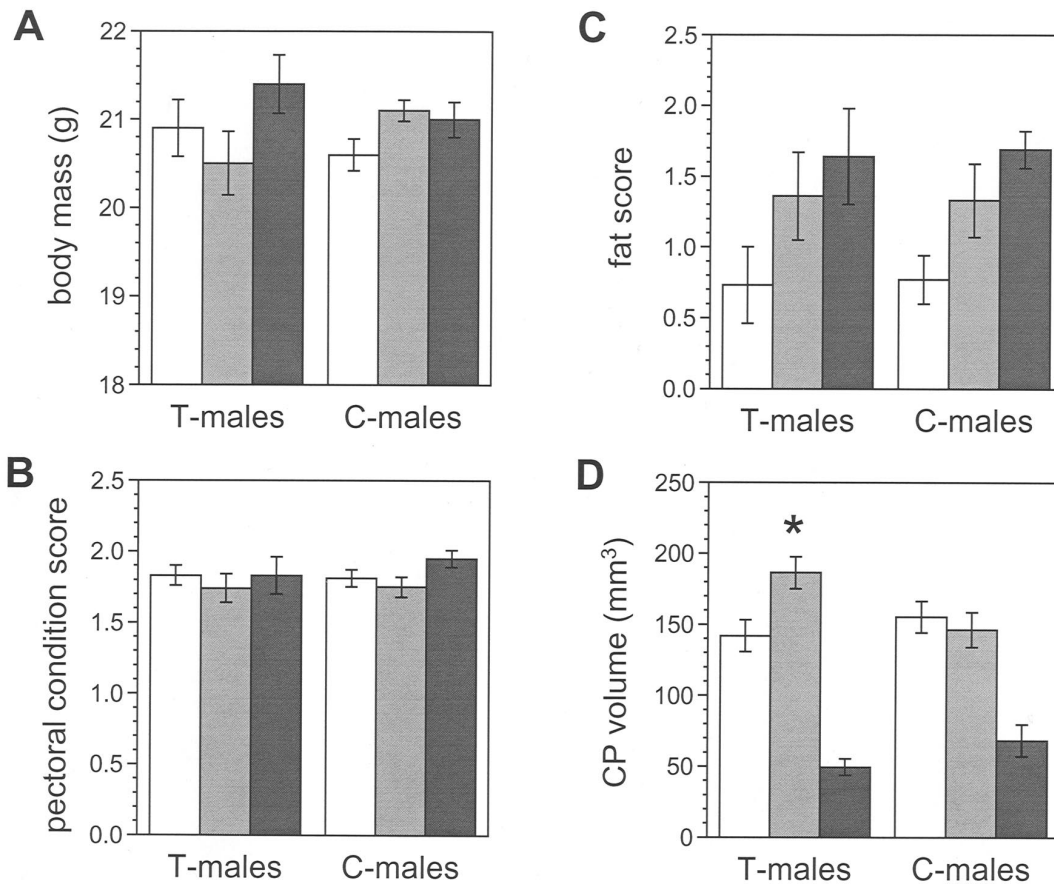 A
body mass (g)
22
21
20
19
18
T-males
C-males
B
pectoral condition score
2.5
2.0
1.5
1.0
0.5
0.0
T-males
C-males
C
fat score
2.5
2.0
1.5
1.0
0.5
0.0
T-males
C-males
D
CP volume (mm³)
250
200
150
100
50
0
*
T-males
C-males